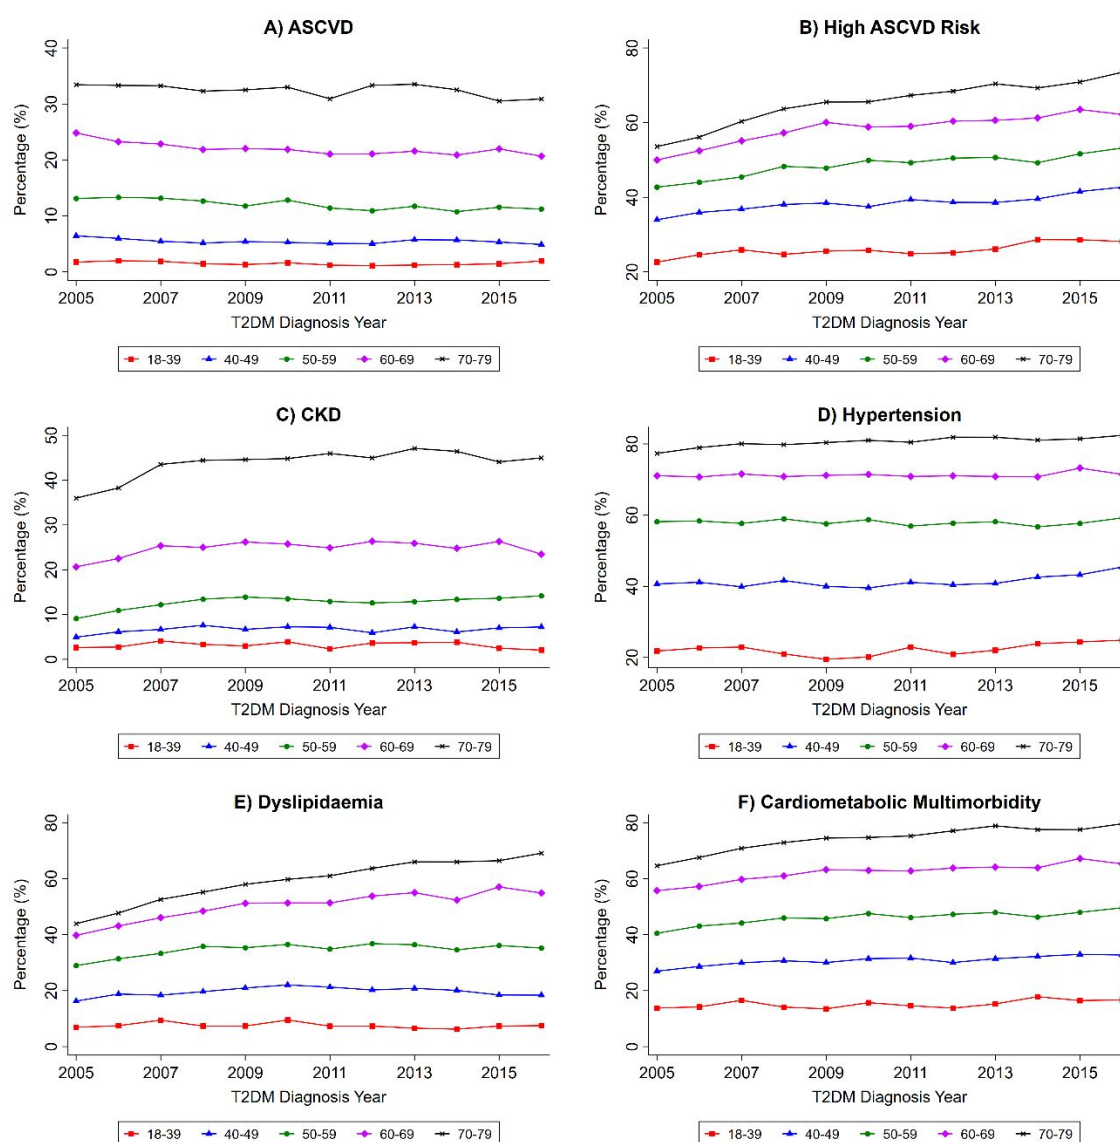 A) ASCVD
Percentage (%)
40
30
20
10
0
2005 2007 2009 2011 2013 2015
T2DM Diagnosis Year
18-39 40-49 50-59 60-69 70-79
B) High ASCVD Risk
Percentage (%)
80
60
40
20
2005 2007 2009 2011 2013 2015
T2DM Diagnosis Year
18-39 40-49 50-59 60-69 70-79
C) CKD
Percentage (%)
50
40
30
20
10
0
2005 2007 2009 2011 2013 2015
T2DM Diagnosis Year
18-39 40-49 50-59 60-69 70-79
D) Hypertension
Percentage (%)
80
60
40
20
2005 2007 2009 2011 2013 2015
T2DM Diagnosis Year
18-39 40-49 50-59 60-69 70-79
E) Dyslipidaemia
Percentage (%)
80
60
40
20
0
2005 2007 2009 2011 2013 2015
T2DM Diagnosis Year
18-39 40-49 50-59 60-69 70-79
F) Cardiometabolic Multimorbidity
Percentage (%)
80
60
40
20
0
2005 2007 2009 2011 2013 2015
T2DM Diagnosis Year
18-39 40-49 50-59 60-69 70-79